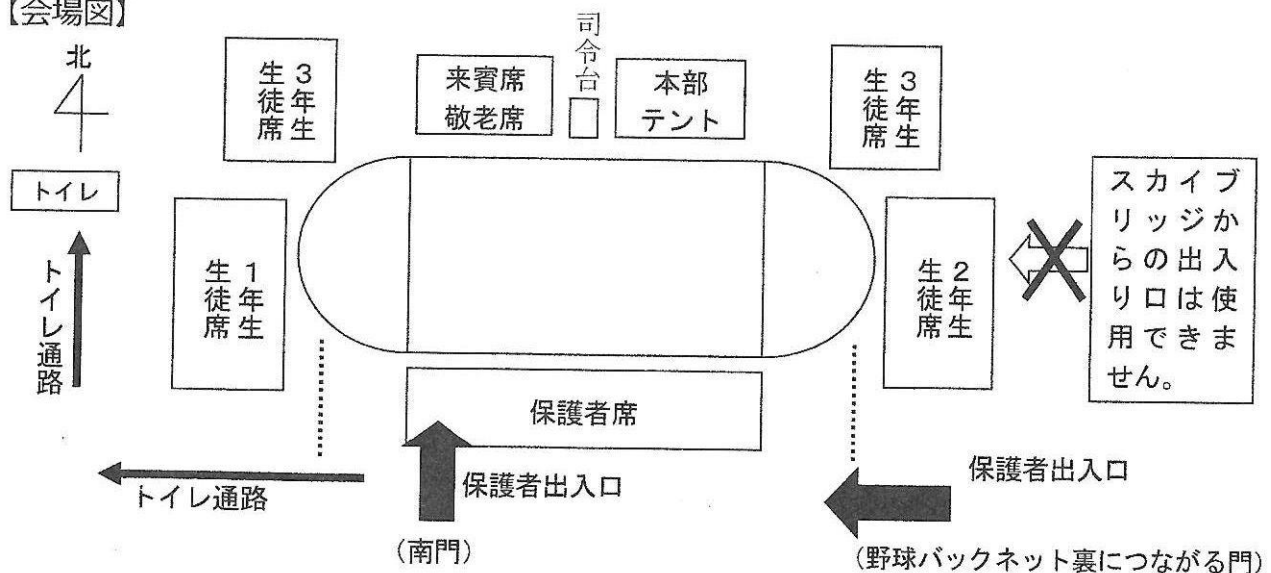 【会場図】
北
司令台
3年生
生徒席
来賓席
敬老席
本部
テント
3年生
生徒席
トイレ
1年生
生徒席
2年生
生徒席
スカイブ
リッジか
らの出入
り口は使
用できま
せん。
トイレ通路
保護者席
トイレ通路
保護者出入口
(南門)
保護者出入口
(野球バックネット裏につながる門)